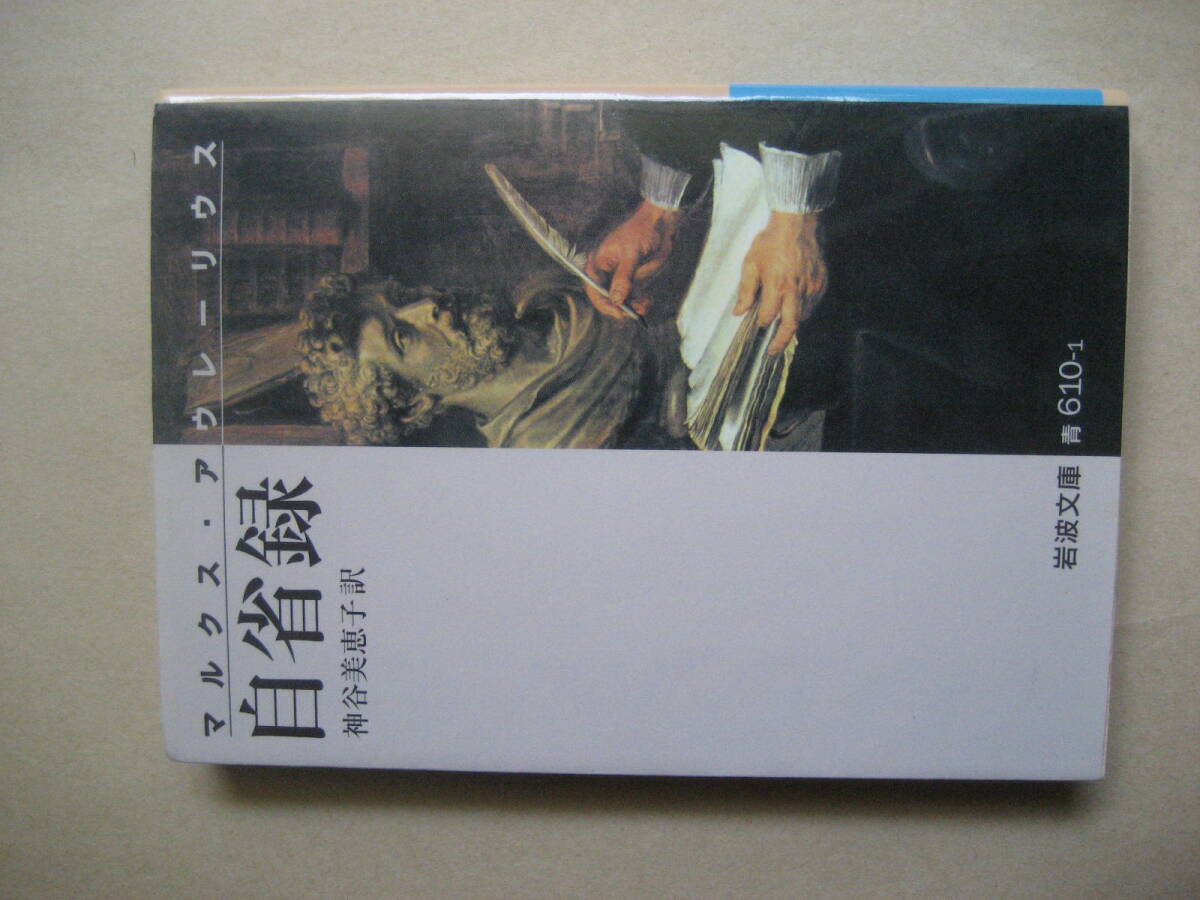 マルクス・アウレーリウス
自省録
神谷美恵子訳
青 610-1
岩波文庫